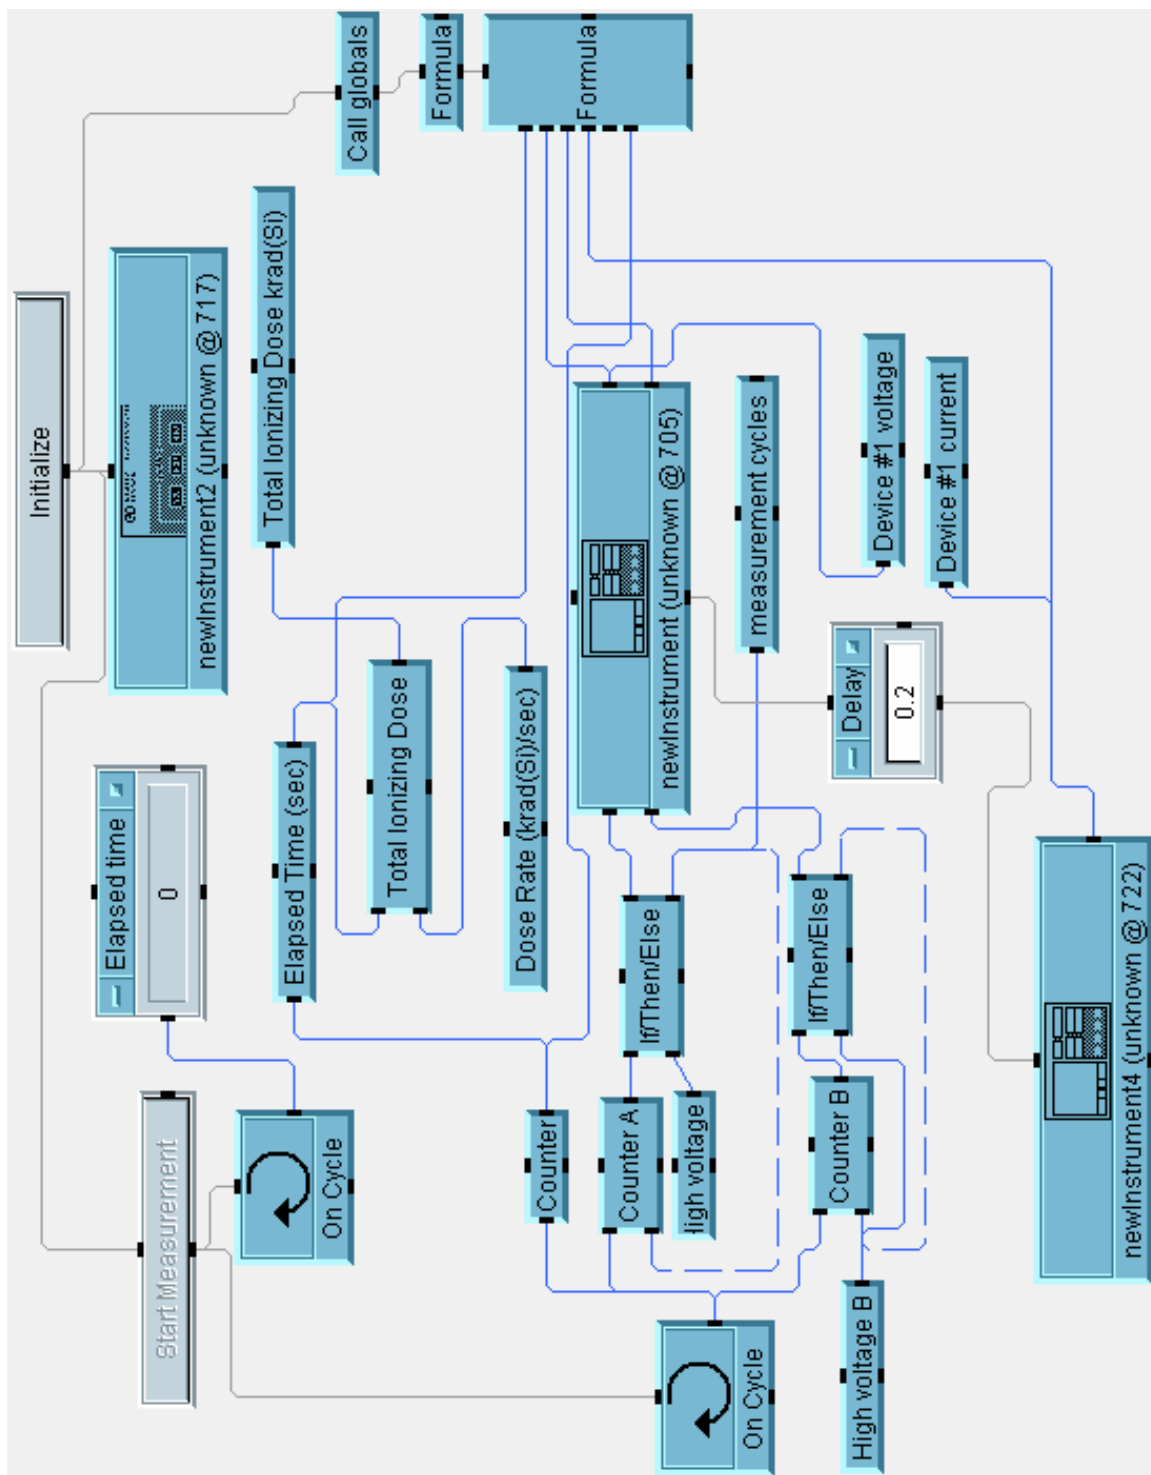 Initialize
newInstrument2 (unknown @ 717)
Start Measurement
Elapsed time
0
On Cycle
Total Ionizing Dose krad(Si)
Elapsed Time (sec)
Total Ionizing Dose
Dose Rate (krad(Si)/sec)
Call globals
Formula
Formula
Counter
Counter A
High voltage
If/Then/Else
newInstrument (unknown @ 705)
measurement cycles
On Cycle
Counter B
If/Then/Else
High voltage B
Delay
0.2
Device #1 voltage
Device #1 current
newInstrument4 (unknown @ 722)